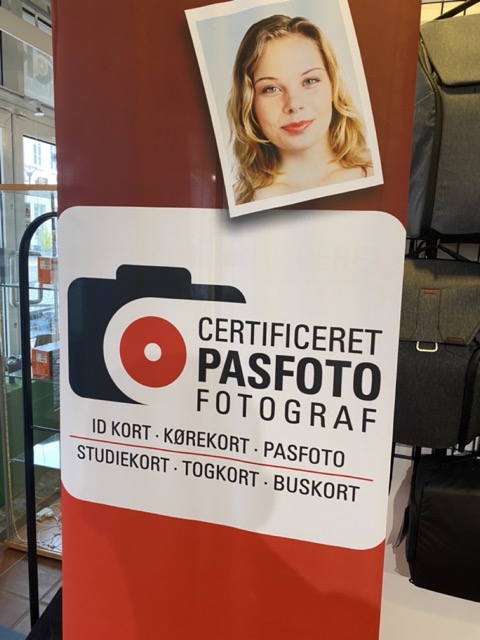 CERTIFICERET
PASFOTO
FOTOGRAF
ID KORT · KØREKORT · PASFOTO
STUDIEKORT · TOGKORT · BUSKORT